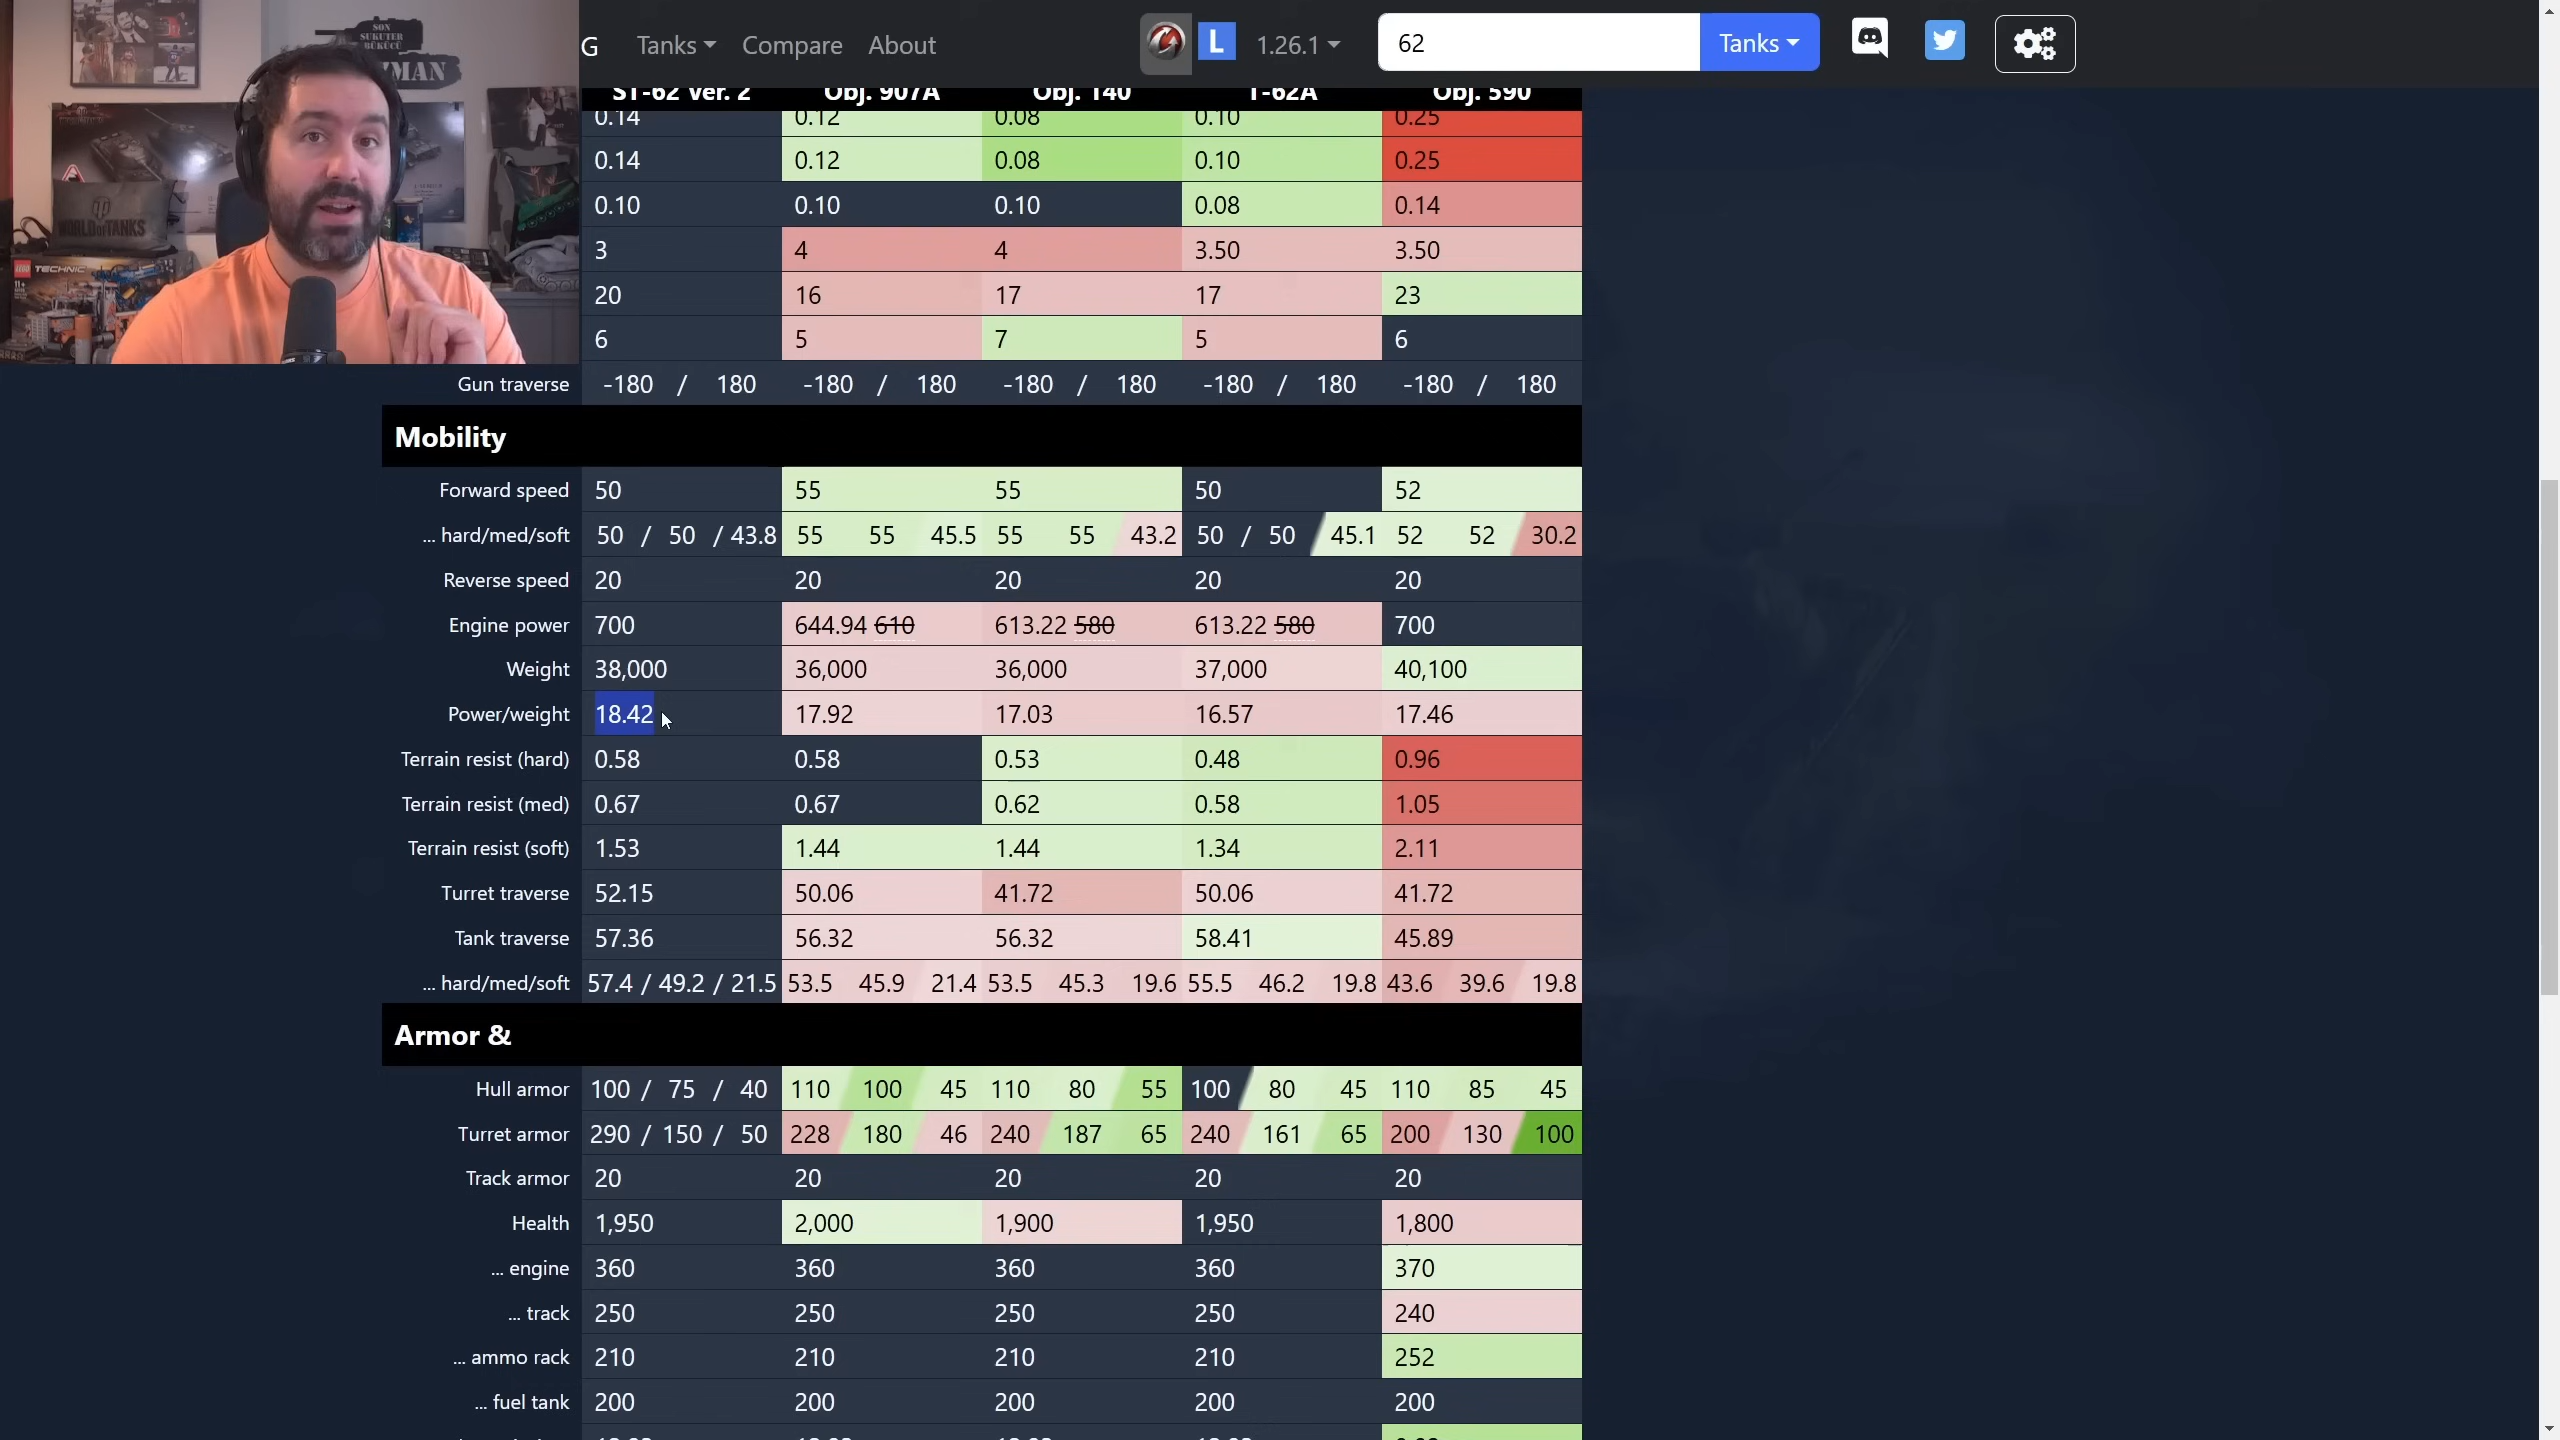 G Tanks Compare About L 1.26.1 62 Tanks
ST-62 Ver. 2 Obj. 907A Obj. 140 T-62A Obj. 590
0.14 0.12 0.08 0.10 0.25
0.14 0.12 0.08 0.10 0.25
0.10 0.10 0.10 0.08 0.14
3 4 4 3.50 3.50
20 16 17 17 23
6 5 7 5 6
Gun traverse -180 / 180 -180 / 180 -180 / 180 -180 / 180 -180 / 180
Mobility
Forward speed 50 55 55 50 52
... hard/med/soft 50 / 50 / 43.8 55 55 45.5 55 55 43.2 50 / 50 45.1 52 52 30.2
Reverse speed 20 20 20 20 20
Engine power 700 644.94 610 613.22 580 613.22 580 700
Weight 38,000 36,000 36,000 37,000 40,100
Power/weight 18.42 17.92 17.03 16.57 17.46
Terrain resist (hard) 0.58 0.58 0.53 0.48 0.96
Terrain resist (med) 0.67 0.67 0.62 0.58 1.05
Terrain resist (soft) 1.53 1.44 1.44 1.34 2.11
Turret traverse 52.15 50.06 41.72 50.06 41.72
Tank traverse 57.36 56.32 56.32 58.41 45.89
... hard/med/soft 57.4 / 49.2 / 21.5 53.5 45.9 21.4 53.5 45.3 19.6 55.5 46.2 19.8 43.6 39.6 19.8
Armor &
Hull armor 100 / 75 / 40 110 100 45 110 80 55 100 80 45 110 85 45
Turret armor 290 / 150 / 50 228 180 46 240 187 65 240 161 65 200 130 100
Track armor 20 20 20 20 20
Health 1,950 2,000 1,900 1,950 1,800
... engine 360 360 360 360 370
... track 250 250 250 250 240
... ammo rack 210 210 210 210 252
... fuel tank 200 200 200 200 200
SON
SUKUTER
BÜKÜCÜ
MAN
WORLD OF TANKS
LEGO TECHNIC